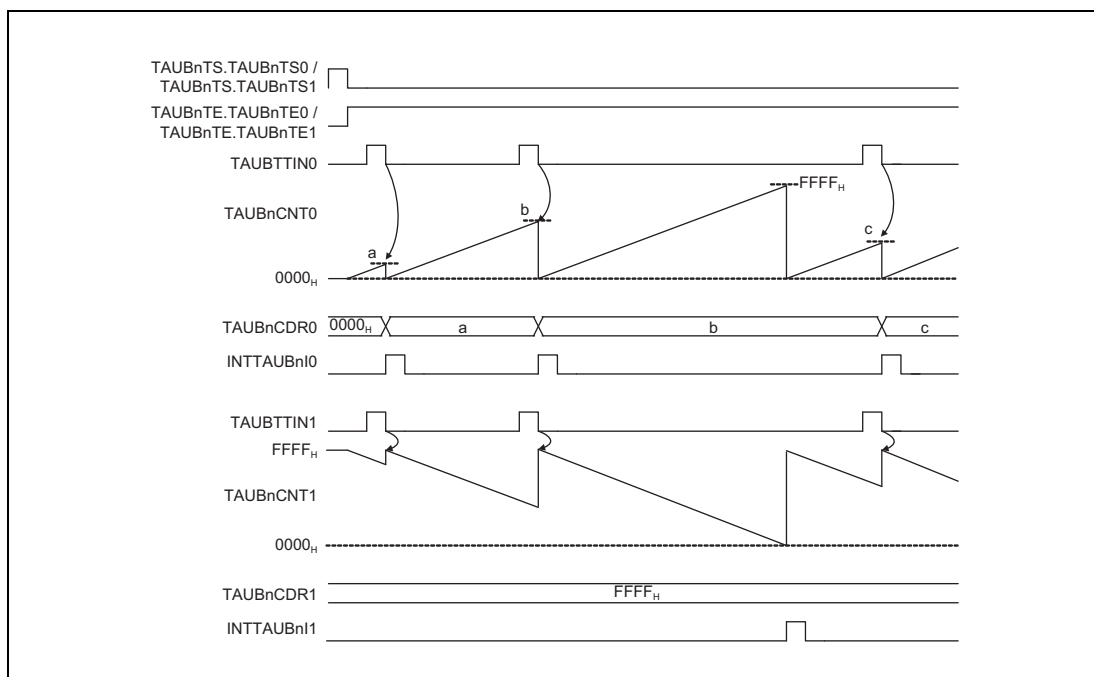 TAUBnTS.TAUBnTS0 /
TAUBnTS.TAUBnTS1
TAUBnTE.TAUBnTE0 /
TAUBnTE.TAUBnTE1
TAUBTTIN0
FFFFH
TAUBnCNT0
b
c
a
0000H
TAUBnCDR0
0000H
a
b
c
INTTAUBnI0
TAUBTTIN1
FFFFH
TAUBnCNT1
0000H
TAUBnCDR1
FFFFH
INTTAUBnI1